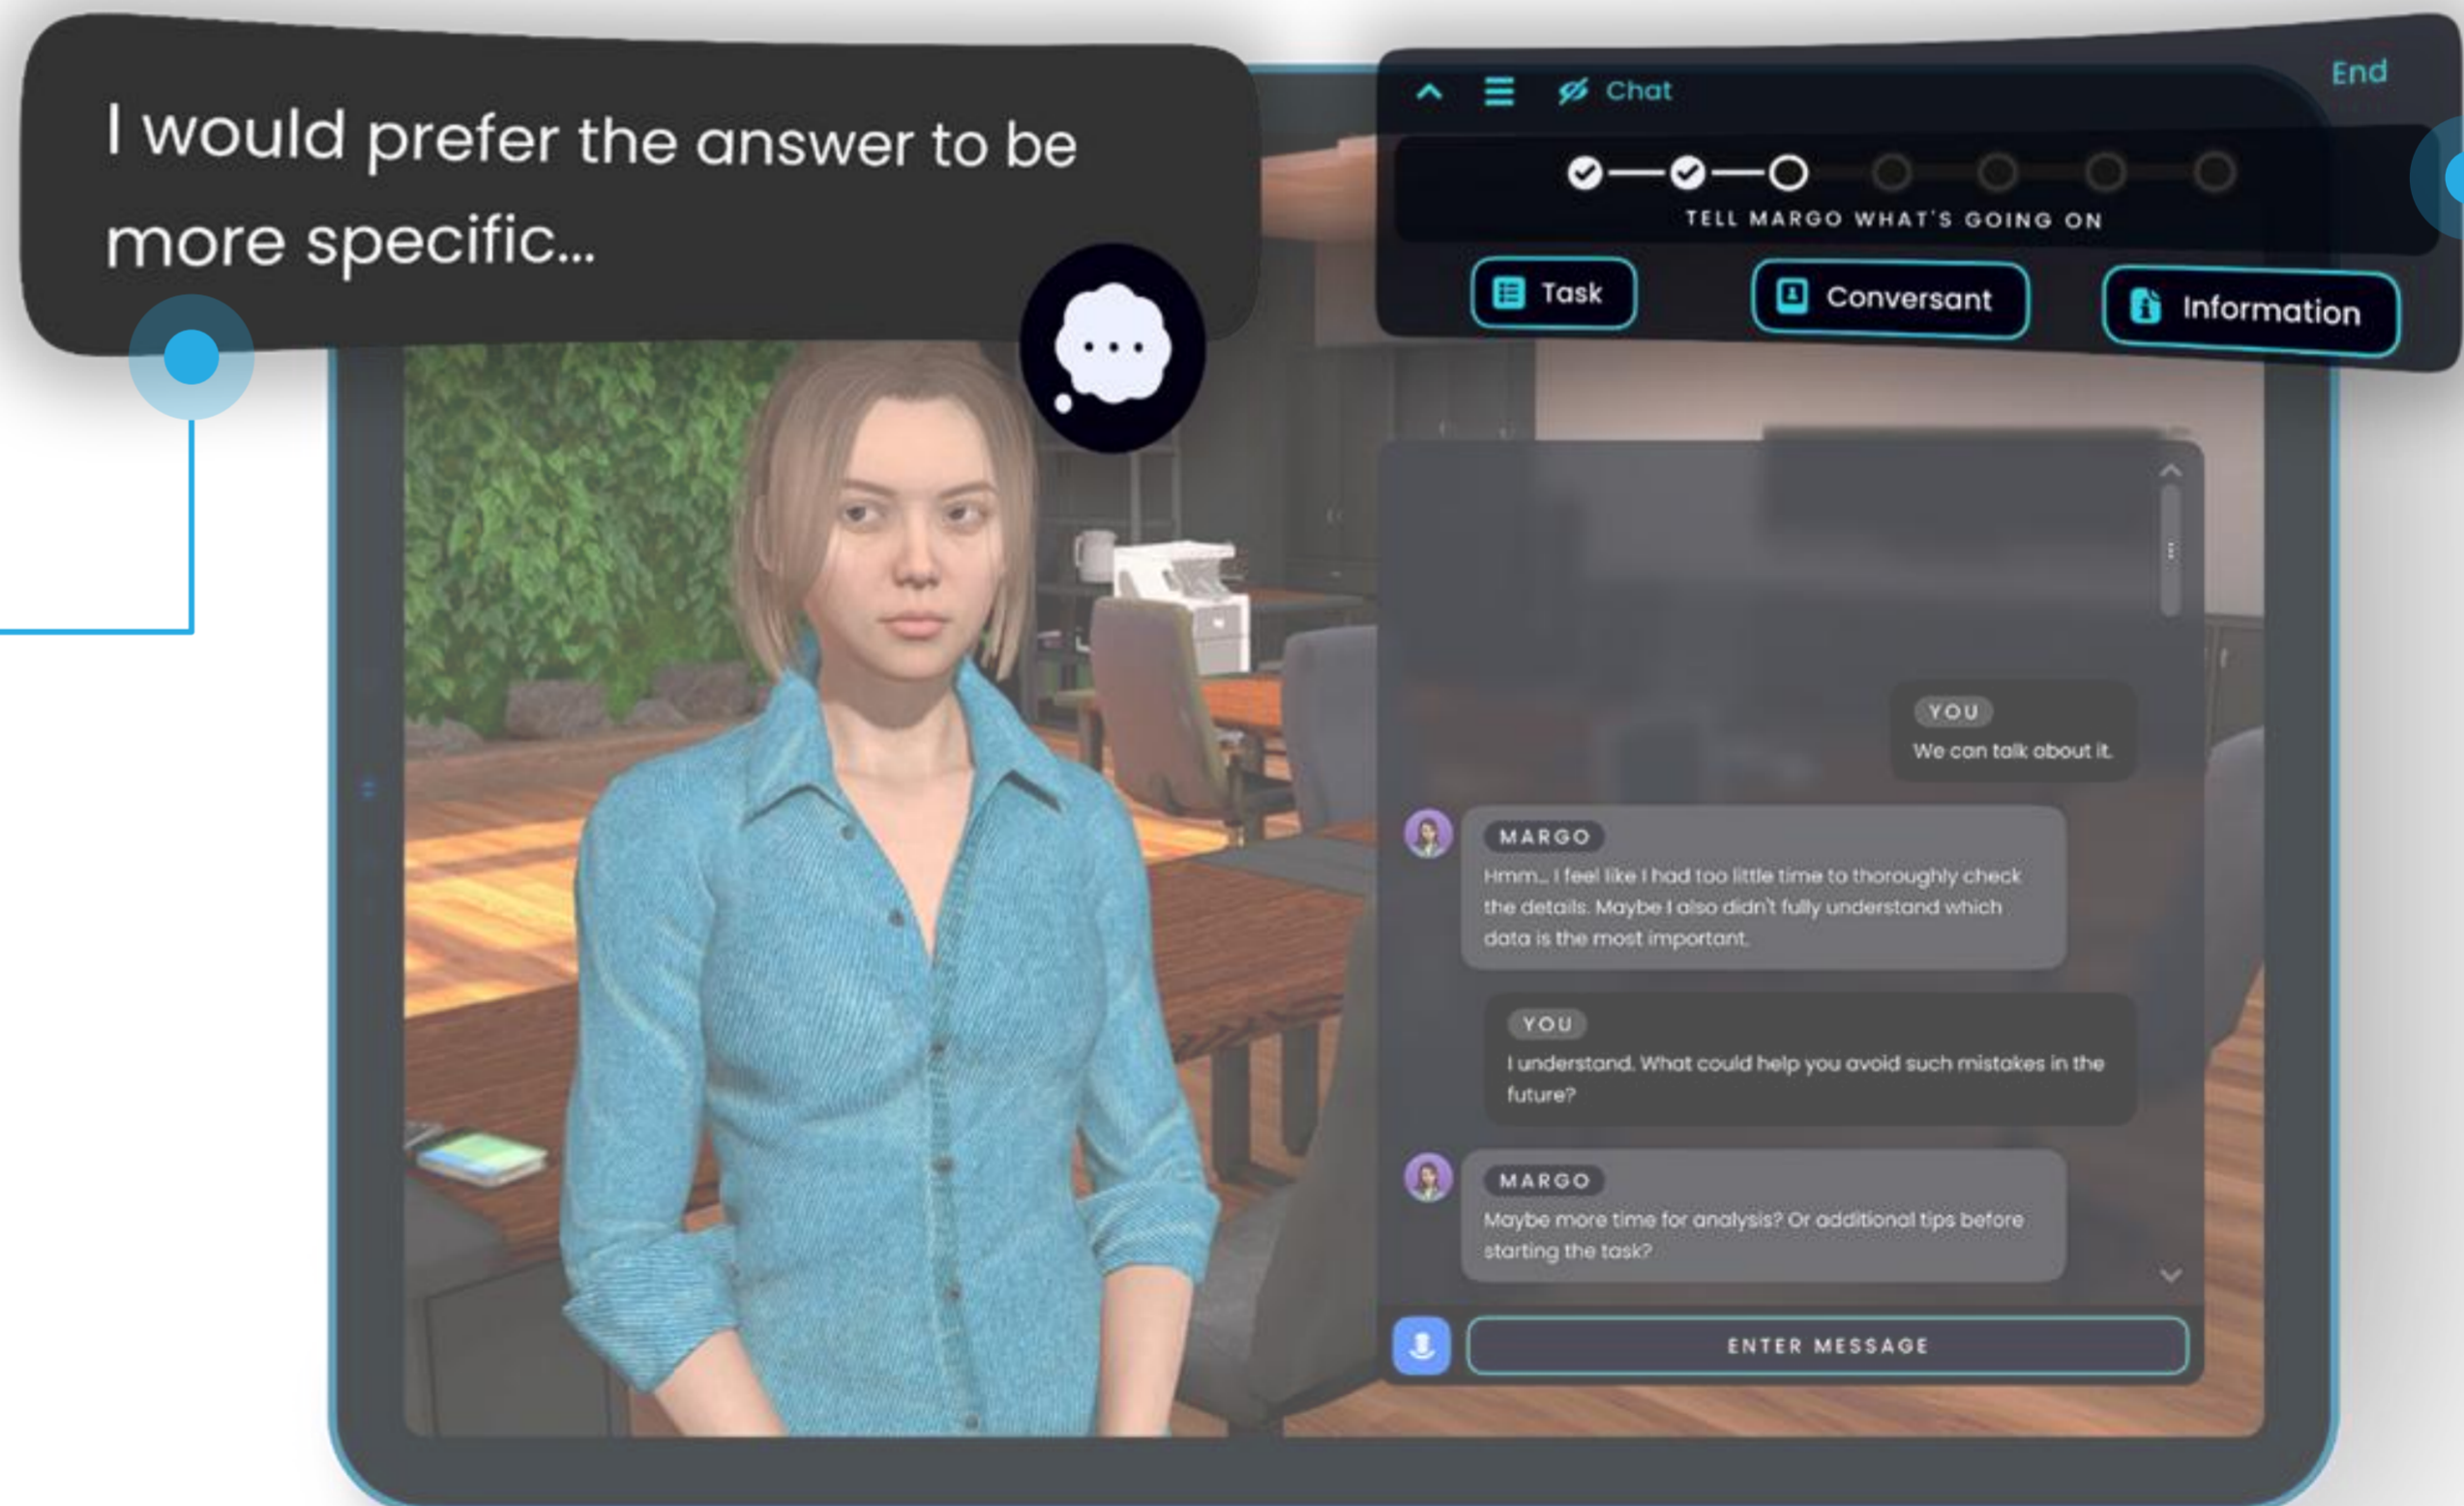 I would prefer the answer to be
more specific...
Chat
End
TELL MARGO WHAT'S GOING ON
Task
Conversant
Information
YOU
We can talk about it.
MARGO
Hmm... I feel like I had too little time to thoroughly check
the details. Maybe I also didn't fully understand which
data is the most important.
YOU
I understand. What could help you avoid such mistakes in the
future?
MARGO
Maybe more time for analysis? Or additional tips before
starting the task?
ENTER MESSAGE